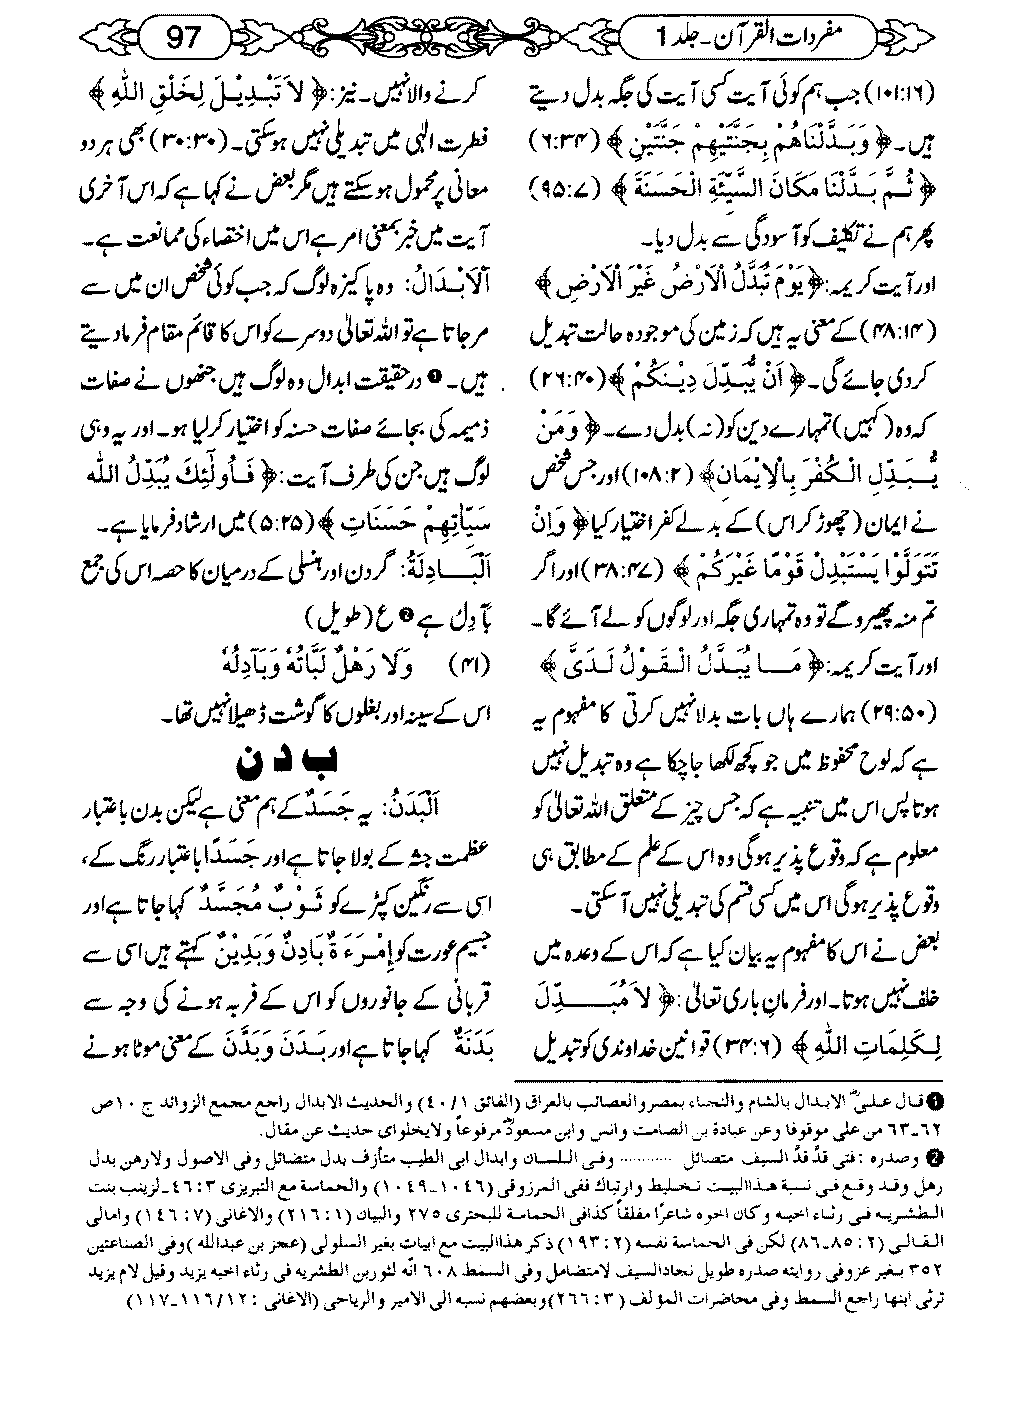 مفردات القرآن۔ جلد 1
97
(۱۶:۱۰۱) جب ہم کوئی آیت کسی آیت کی جگہ بدل دیتے
ہیں۔ ﴿ وَبَدَّلْنَاهُمْ بِجَنَّتَيْهِمْ جَنَّتَيْنِ ﴾ (۳۴:۶)
﴿ ثُمَّ بَدَّلْنَا مَكَانَ السَّيِّئَةِ الْحَسَنَةَ ﴾ (۷:۹۵)
پھر ہم نے تکلیف کو آسودگی سے بدل دیا۔
اور آیت کریمہ: ﴿ يَوْمَ تُبَدَّلُ الْاَرْضُ غَيْرَ الْاَرْضِ ﴾
(۱۴:۴۸) کے معنی یہ ہیں کہ زمین کی موجودہ حالت تبدیل
کردی جائے گی۔ ﴿ اَنْ يُّبَدِّلَ دِيْنَكُمْ ﴾ (۴۰:۲۶)
کہ وہ (کہیں) تمہارے دین کو (نہ) بدل دے۔ ﴿ وَمَنْ
يُّبَدِّلِ الْكُفْرَ بِالْاِيْمَانِ ﴾ (۲:۱۰۸) اور جس شخص
نے ایمان (چھوڑ کر اس) کے بدلے کفر اختیار کیا ﴿ وَاِنْ
تَتَوَلَّوْا يَسْتَبْدِلْ قَوْمًا غَيْرَكُمْ ﴾ (۴۷:۳۸) اور اگر
تم منہ پھیرو گے تو وہ تمہاری جگہ اور لوگوں کو لے آئے گا۔
اور آیت کریمہ: ﴿ مَا يُبَدَّلُ الْقَوْلُ لَدَيَّ ﴾
(۵۰:۲۹) ہمارے ہاں بات بدلا نہیں کرتی کا مفہوم یہ
ہے کہ لوح محفوظ میں جو کچھ لکھا جاچکا ہے وہ تبدیل نہیں
ہوتا پس اس میں تنبیہ ہے کہ جس چیز کے متعلق اللہ تعالیٰ کو
معلوم ہے کہ وقوع پذیر ہوگی وہ اس کے علم کے مطابق ہی
وقوع پذیر ہوگی اس میں کسی قسم کی تبدیلی نہیں آسکتی۔
بعض نے اس کا مفہوم یہ بیان کیا ہے کہ اس کے وعدہ میں
خلف نہیں ہوتا۔ اور فرمان باری تعالیٰ: ﴿ لَا مُبَدِّلَ
لِكَلِمَاتِ اللّٰهِ ﴾ (۶:۳۴) قوانین خداوندی کو تبدیل
کرنے والا نہیں۔ نیز: ﴿ لَا تَبْدِيْلَ لِخَلْقِ اللّٰهِ ﴾
فطرت الٰہی میں تبدیلی نہیں ہوسکتی۔ (۳۰:۳۰) بھی ہر دو
معانی پر محمول ہوسکتے ہیں مگر بعض نے کہا ہے کہ اس آخری
آیت میں خبر بمعنی امر ہے اس میں اختصاء کی ممانعت ہے۔
اَلْاَبْدَالُ: وہ پاکیزہ لوگ کہ جب کوئی شخص ان میں سے
مرجاتا ہے تو اللہ تعالیٰ دوسرے کو اس کا قائم مقام فرمادیتے
ہیں۔ ❶ درحقیقت ابدال وہ لوگ ہیں جنھوں نے صفات
ذمیمہ کی بجائے صفات حسنہ کو اختیار کرلیا ہو۔ اور یہ وہی
لوگ ہیں جن کی طرف آیت: ﴿ فَاُولٰٓئِكَ يُبَدِّلُ اللّٰهُ
سَيِّاٰتِهِمْ حَسَنَاتٍ ﴾ (۲۵:۵) میں ارشاد فرمایا ہے۔
اَلْبَادِلَةُ: گردن اور ہنسلی کے درمیان کا حصہ اس کی جمع
بَآدِلُ ہے ❷ ع (طویل)
(۴۱) وَلَا رَهْلٌ لَبَّاتُهُ وَبَآدِلُهُ
اس کے سینہ اور بغلوں کا گوشت ڈھیلا نہیں تھا۔
ب د ن
اَلْبَدَنُ: یہ جَسَدٌ کے ہم معنی ہے لیکن بدن باعتبار
عظمت جثہ کے بولا جاتا ہے اور جَسَدًا باعتبار رنگ کے،
اسی سے رنگین کپڑے کو ثَوْبٌ مُجَسَّدٌ کہا جاتا ہے اور
جسیم عورت کو اِمْرَءَةٌ بَادِنٌ وَبَدِيْنٌ کہتے ہیں اسی سے
قربانی کے جانوروں کو اس کے فربہ ہونے کی وجہ سے
بَدَنَةٌ کہا جاتا ہے اور بَدَنَ وَبَدَّنَ کے معنی موٹا ہونے
❶ قال علیؓ الابدال بالشام والنجباء بمصر والعصائب بالعراق (الفائق ۱/ ۴۰) والحدیث الابدال راجع مجمع الزوائد ج ۱۰ ص
۶۲۔۶۳ من علی موقوفا وعن عبادة بن الصامت وانس وابن مسعودؓ مرفوعاً ولا یخلوای حدیث عن مقال.
❷ وصدره : فتى قدّ قدّ السيف متضائل ........... وفی اللسان وابدال ابی الطیب متأزف بدل متضائل وفی الاصول ولارهن بدل
رهل وقد وقع فی نسبة هذاالبیت تخلیط وارتباك ففی المرزوقی (۱۰۴۶۔۱۰۴۹) والحماسة مع التبریزی ۳ : ۴۶۔ لزینب بنت
الطثریه فی رثاء اخیه وکان اخوه شاعرًا مفلقاً کذافی الحماسة للبحتری ۲۷۵ والبیان (۱ : ۲۱۶) والاغانی (۷ : ۱۴۶) وامالی
القالی (۲ : ۸۵۔۸۶) لکن فی الحماسة نفسه (۲ : ۱۹۳) ذکر هذاالبیت مع ابیات بغیر السلولی (عجز بن عبدالله ) وفی الصناعتین
۳۵۲ بغیر عزوفی روایته صدره طویل نجادالسیف لامتضامل وفی السمط ۶۰۸ انّه لثوربن الطثریه فی رثاء اخیه یزید وقیل لام یزید
ترثی ابنها راجع السمط وفی محاضرات المؤلف (۳ : ۲۶۶) وبعضهم نسبه الی الامیر والریاحی (الاغانی : ۱۲/ ۱۱۶۔۱۱۷)